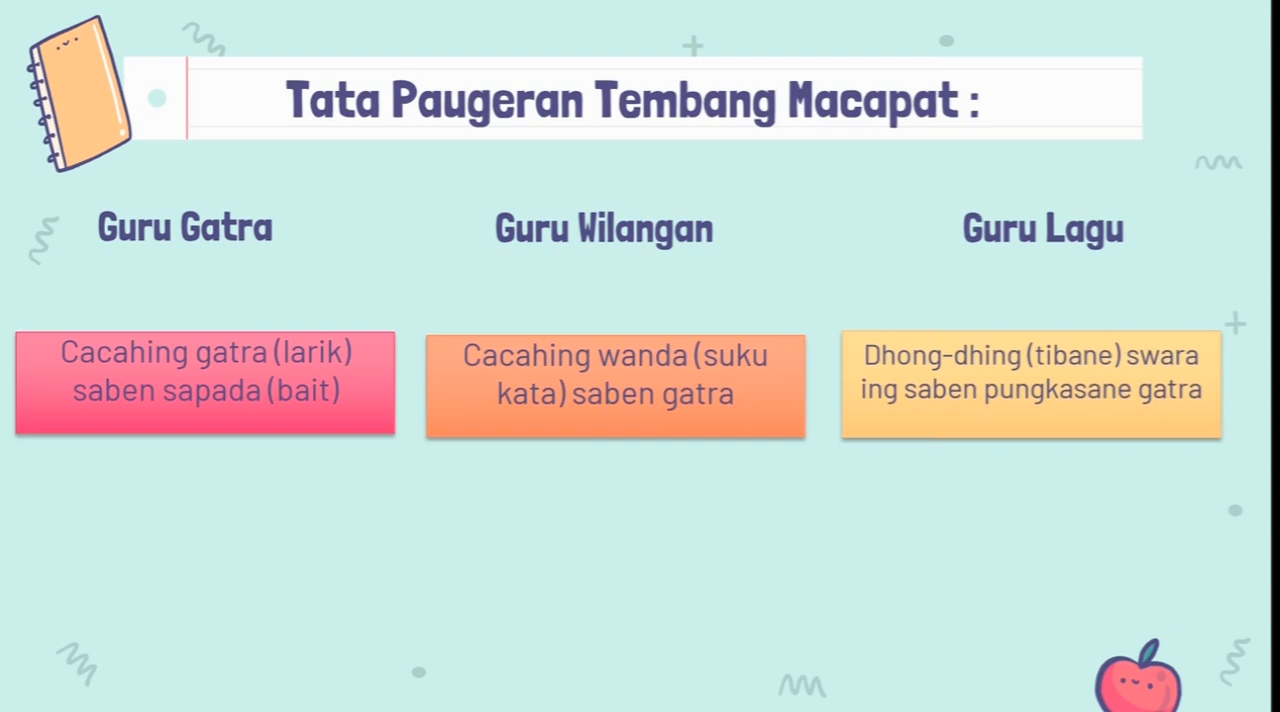 Tata Paugeran Tembang Macapat :
Guru Gatra
Guru Wilangan
Guru Lagu
Cacahing gatra (larik)
saben sapada (bait)
Cacahing wanda (suku
kata) saben gatra
Dhong-dhing (tibane) swara
ing saben pungkasane gatra